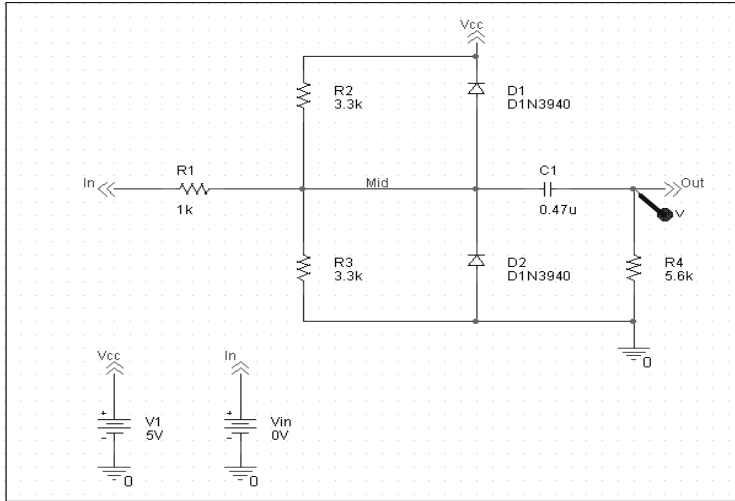 Vcc
R2
3.3k
D1
D1N3940
In
R1
1k
Mid
C1
0.47u
Out
V
R3
3.3k
D2
D1N3940
R4
5.6k
0
Vcc
In
+
V1
5V
-
0
+
Vin
0V
-
0